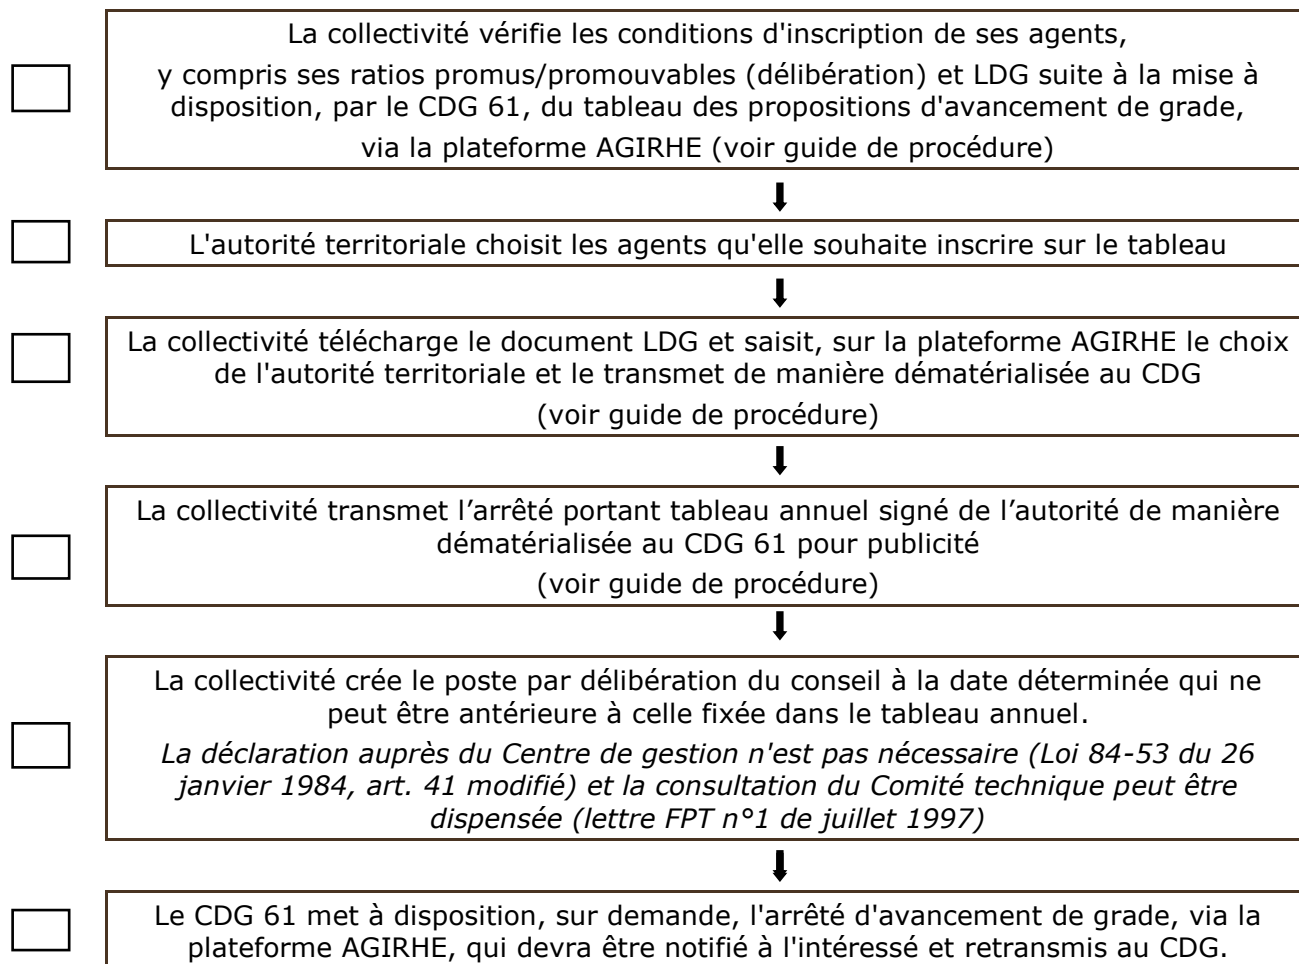 La collectivité vérifie les conditions d'inscription de ses agents,
y compris ses ratios promus/promouvables (délibération) et LDG suite à la mise à
disposition, par le CDG 61, du tableau des propositions d'avancement de grade,
via la plateforme AGIRHE (voir guide de procédure)
L'autorité territoriale choisit les agents qu'elle souhaite inscrire sur le tableau
La collectivité télécharge le document LDG et saisit, sur la plateforme AGIRHE le choix
de l'autorité territoriale et le transmet de manière dématérialisée au CDG
(voir guide de procédure)
La collectivité transmet l’arrêté portant tableau annuel signé de l’autorité de manière
dématérialisée au CDG 61 pour publicité
(voir guide de procédure)
La collectivité crée le poste par délibération du conseil à la date déterminée qui ne
peut être antérieure à celle fixée dans le tableau annuel.
La déclaration auprès du Centre de gestion n'est pas nécessaire (Loi 84-53 du 26
janvier 1984, art. 41 modifié) et la consultation du Comité technique peut être
dispensée (lettre FPT n°1 de juillet 1997)
Le CDG 61 met à disposition, sur demande, l'arrêté d'avancement de grade, via la
plateforme AGIRHE, qui devra être notifié à l'intéressé et retransmis au CDG.